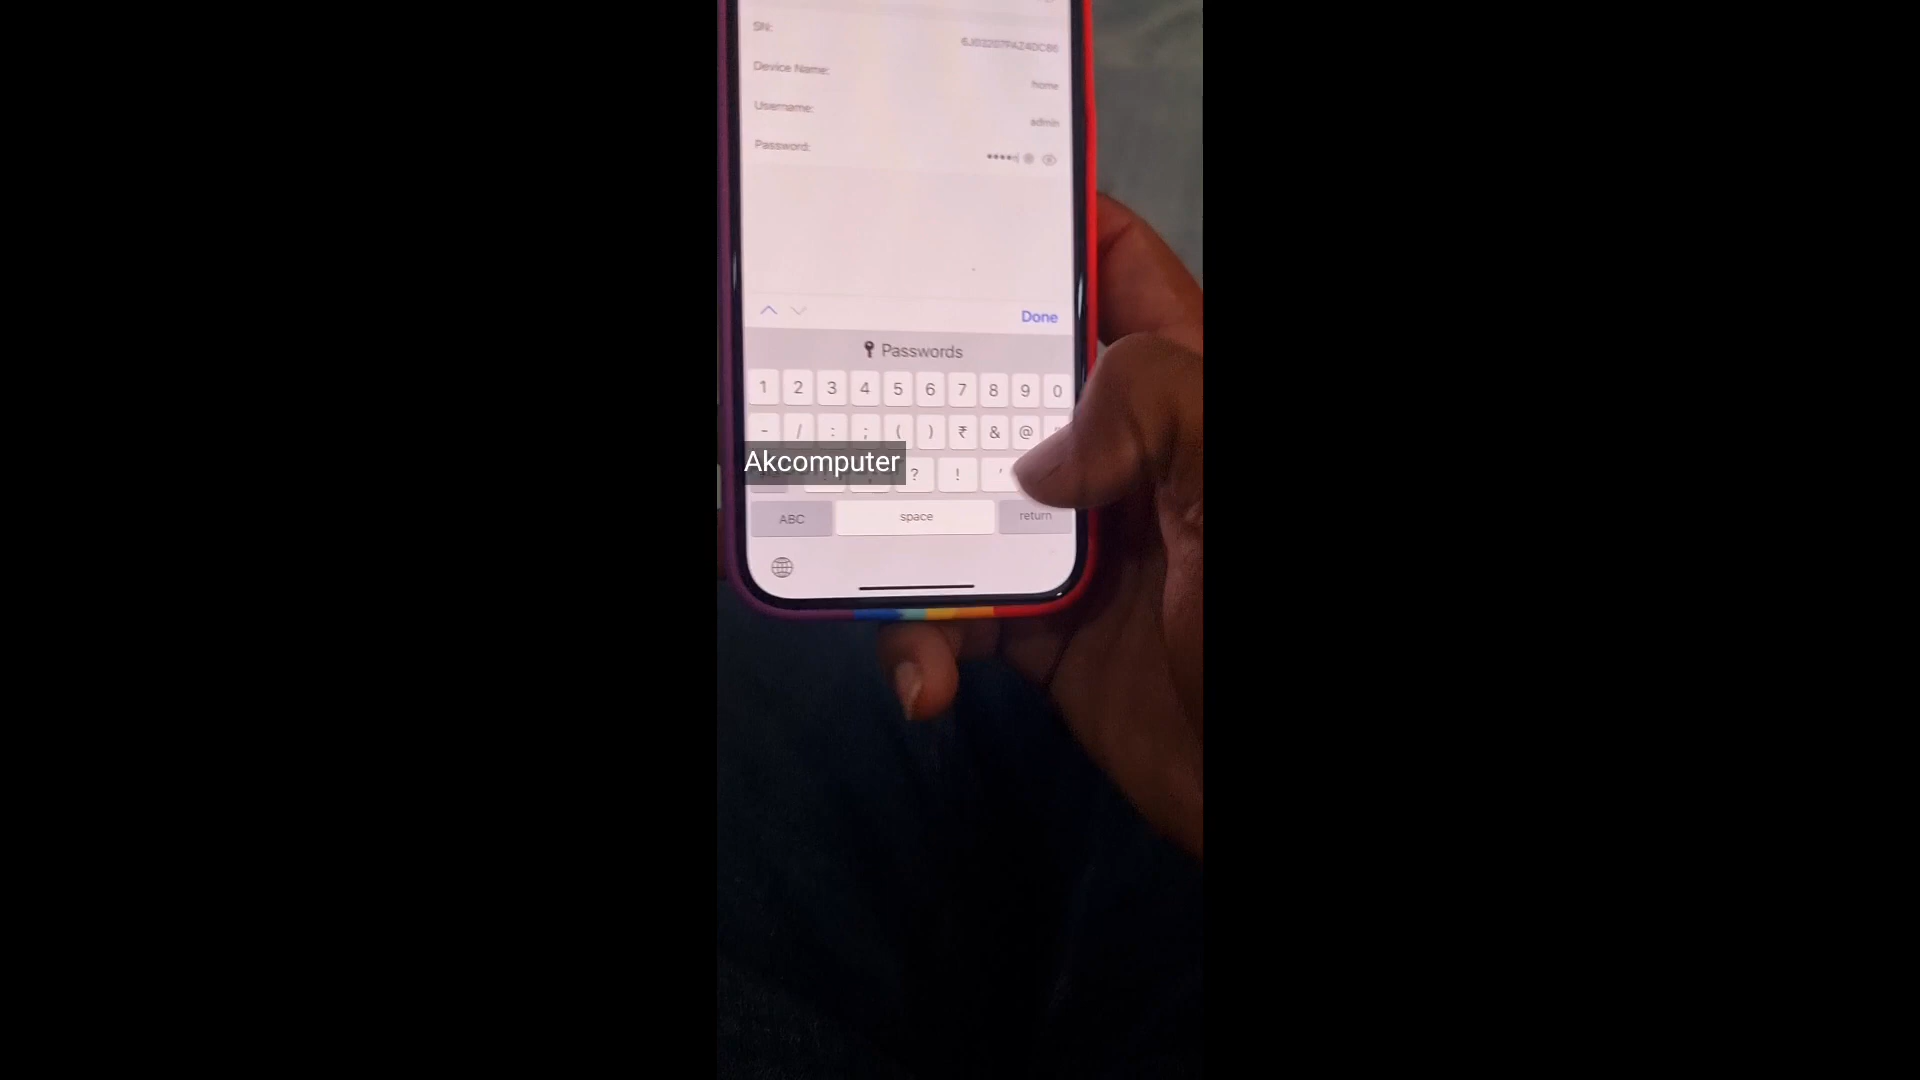 SN:
Device Name:
home
Username:
admin
Password:
Done
Passwords
1 2 3 4 5 6 7 8 9 0
- / : ; ( ) ₹ & @
Akcomputer
? ! '
ABC space return